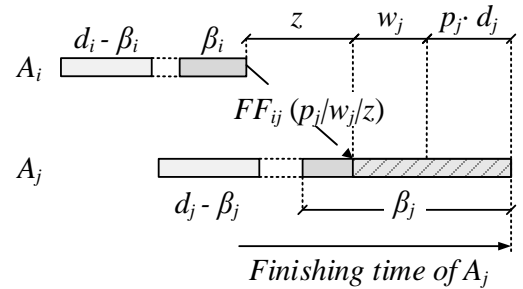 z w_j p_j· d_j
d_i - β_i β_i
A_i
FF_ij (p_j/w_j/z)
A_j
d_j - β_j β_j
Finishing time of A_j